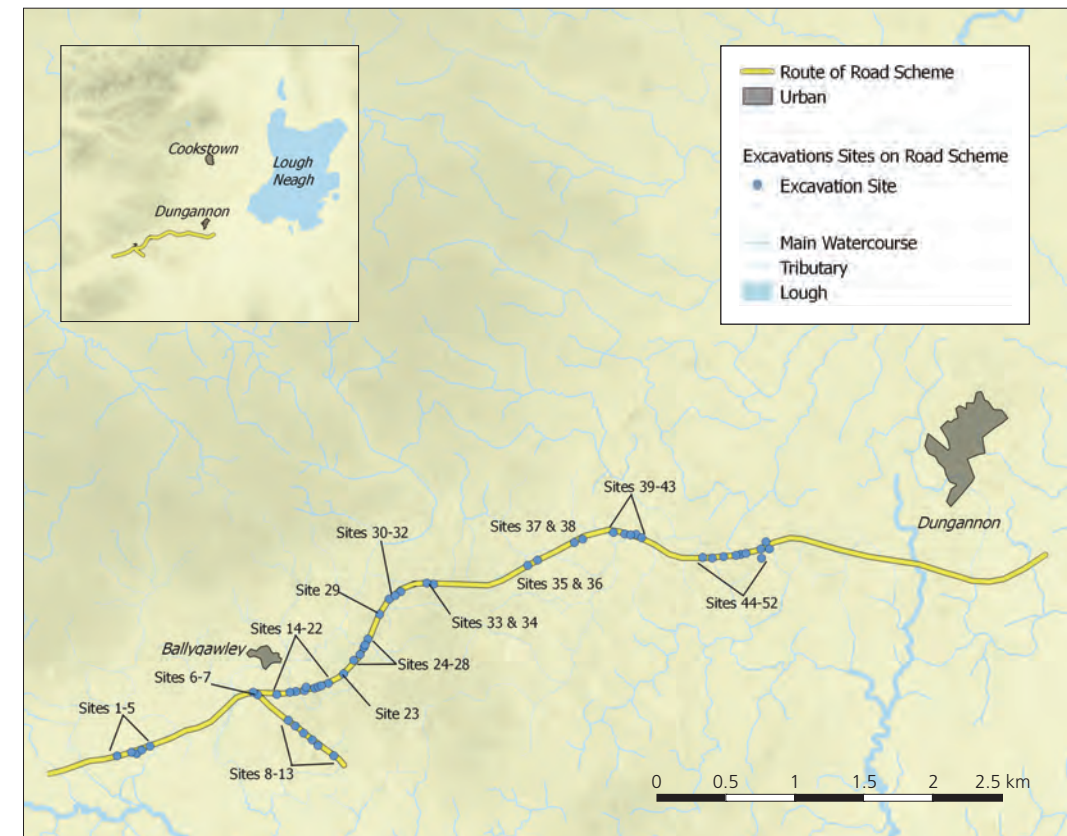 Cookstown
Lough
Neagh
Dungannon
Route of Road Scheme
Urban
Excavations Sites on Road Scheme
Excavation Site
Main Watercourse
Tributary
Lough
Sites 39-43
Sites 37 & 38
Dungannon
Sites 30-32
Sites 35 & 36
Site 29
Sites 44-52
Sites 33 & 34
Sites 14-22
Ballygawley
Sites 24-28
Sites 6-7
Site 23
Sites 1-5
Sites 8-13
0 0.5 1 1.5 2 2.5 km